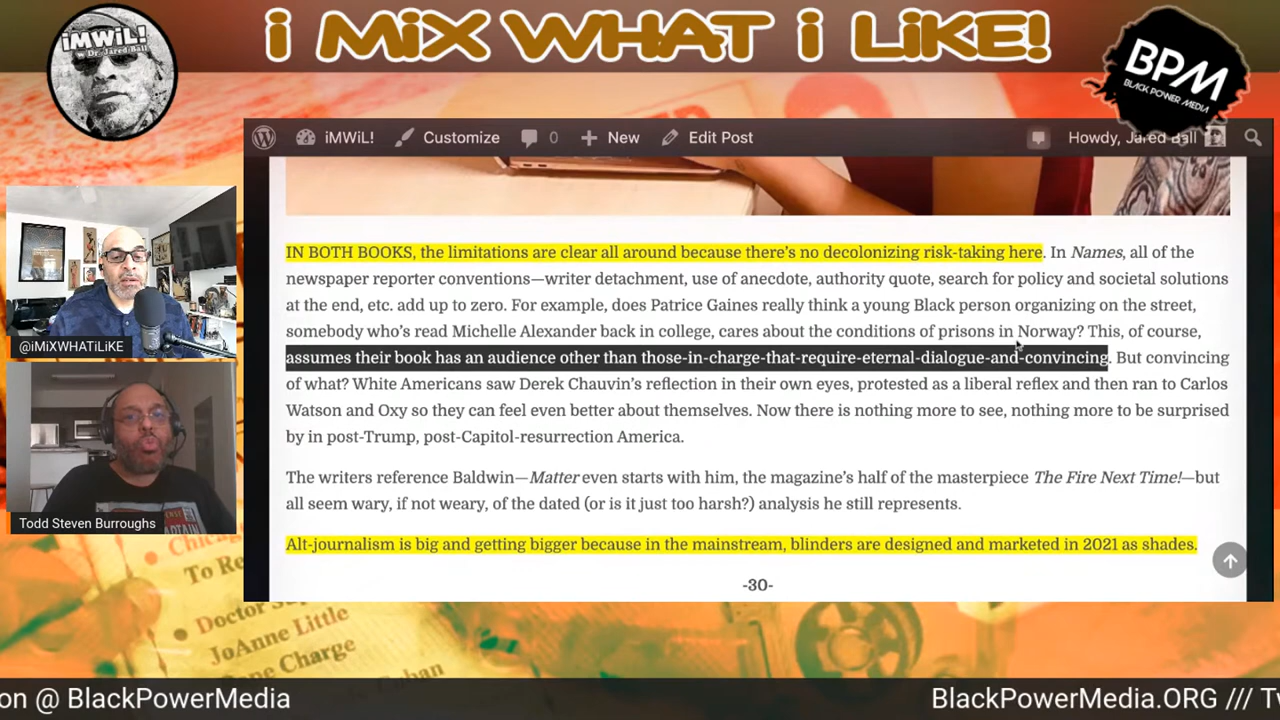 iMWiL!
w Dr. Jared Ball
i MiX WHAT i LiKE!
BPM
BLACK POWER MEDIA
iMWiL! Customize 0 New Edit Post Howdy, Jared Ball
IN BOTH BOOKS, the limitations are clear all around because there's no decolonizing risk-taking here. In Names, all of the
newspaper reporter conventions—writer detachment, use of anecdote, authority quote, search for policy and societal solutions
at the end, etc. add up to zero. For example, does Patrice Gaines really think a young Black person organizing on the street,
somebody who's read Michelle Alexander back in college, cares about the conditions of prisons in Norway? This, of course,
assumes their book has an audience other than those-in-charge-that-require-eternal-dialogue-and-convincing. But convincing
of what? White Americans saw Derek Chauvin's reflection in their own eyes, protested as a liberal reflex and then ran to Carlos
Watson and Oxy so they can feel even better about themselves. Now there is nothing more to see, nothing more to be surprised
by in post-Trump, post-Capitol-resurrection America.
The writers reference Baldwin—Matter even starts with him, the magazine's half of the masterpiece The Fire Next Time!—but
all seem wary, if not weary, of the dated (or is it just too harsh?) analysis he still represents.
Alt-journalism is big and getting bigger because in the mainstream, blinders are designed and marketed in 2021 as shades.
-30-
@iMiXWHATiLiKE
Todd Steven Burroughs
To Re
Doctor
JoAnne Little
Charge
on @ BlackPowerMedia
BlackPowerMedia.ORG /// Tw